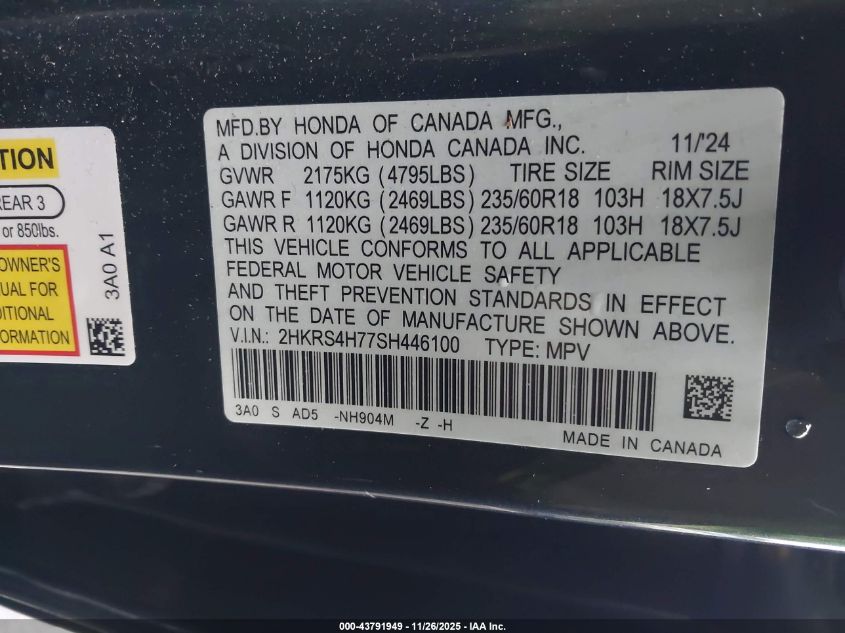 TION
REAR 3
or 850lbs.
OWNER'S
UAL FOR
DITIONAL
FORMATION
3A0 A1
MFD.BY HONDA OF CANADA MFG.,
A DIVISION OF HONDA CANADA INC. 11/'24
GVWR 2175KG (4795LBS) TIRE SIZE RIM SIZE
GAWR F 1120KG (2469LBS) 235/60R18 103H 18X7.5J
GAWR R 1120KG (2469LBS) 235/60R18 103H 18X7.5J
THIS VEHICLE CONFORMS TO ALL APPLICABLE
FEDERAL MOTOR VEHICLE SAFETY
AND THEFT PREVENTION STANDARDS IN EFFECT
ON THE DATE OF MANUFACTURE SHOWN ABOVE.
V.I.N.: 2HKRS4H77SH446100 TYPE: MPV
3A0 S AD5 -NH904M -Z -H
MADE IN CANADA
000-43791949 - 11/26/2025 - IAA Inc.